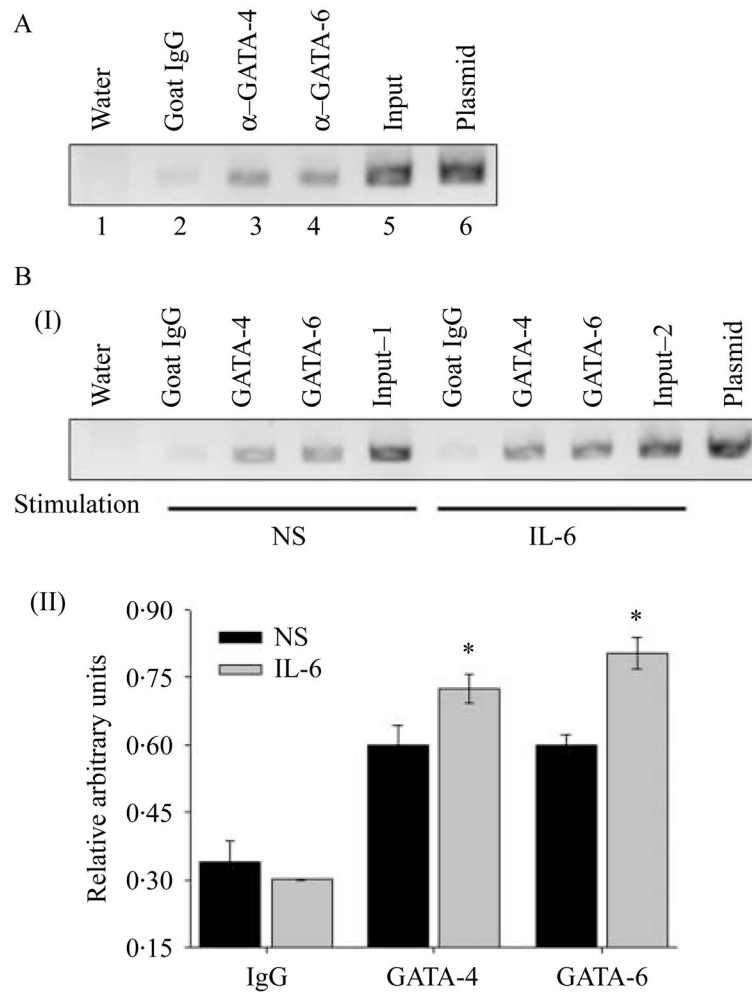 A
Water Goat IgG α–GATA-4 α–GATA-6 Input Plasmid
1 2 3 4 5 6
B
(I)
Water Goat IgG GATA-4 GATA-6 Input–1 Goat IgG GATA-4 GATA-6 Input–2 Plasmid
Stimulation
NS IL-6
(II)
Relative arbitrary units
0·90
0·75
0·60
0·45
0·30
0·15
NS
IL-6
* *
IgG GATA-4 GATA-6